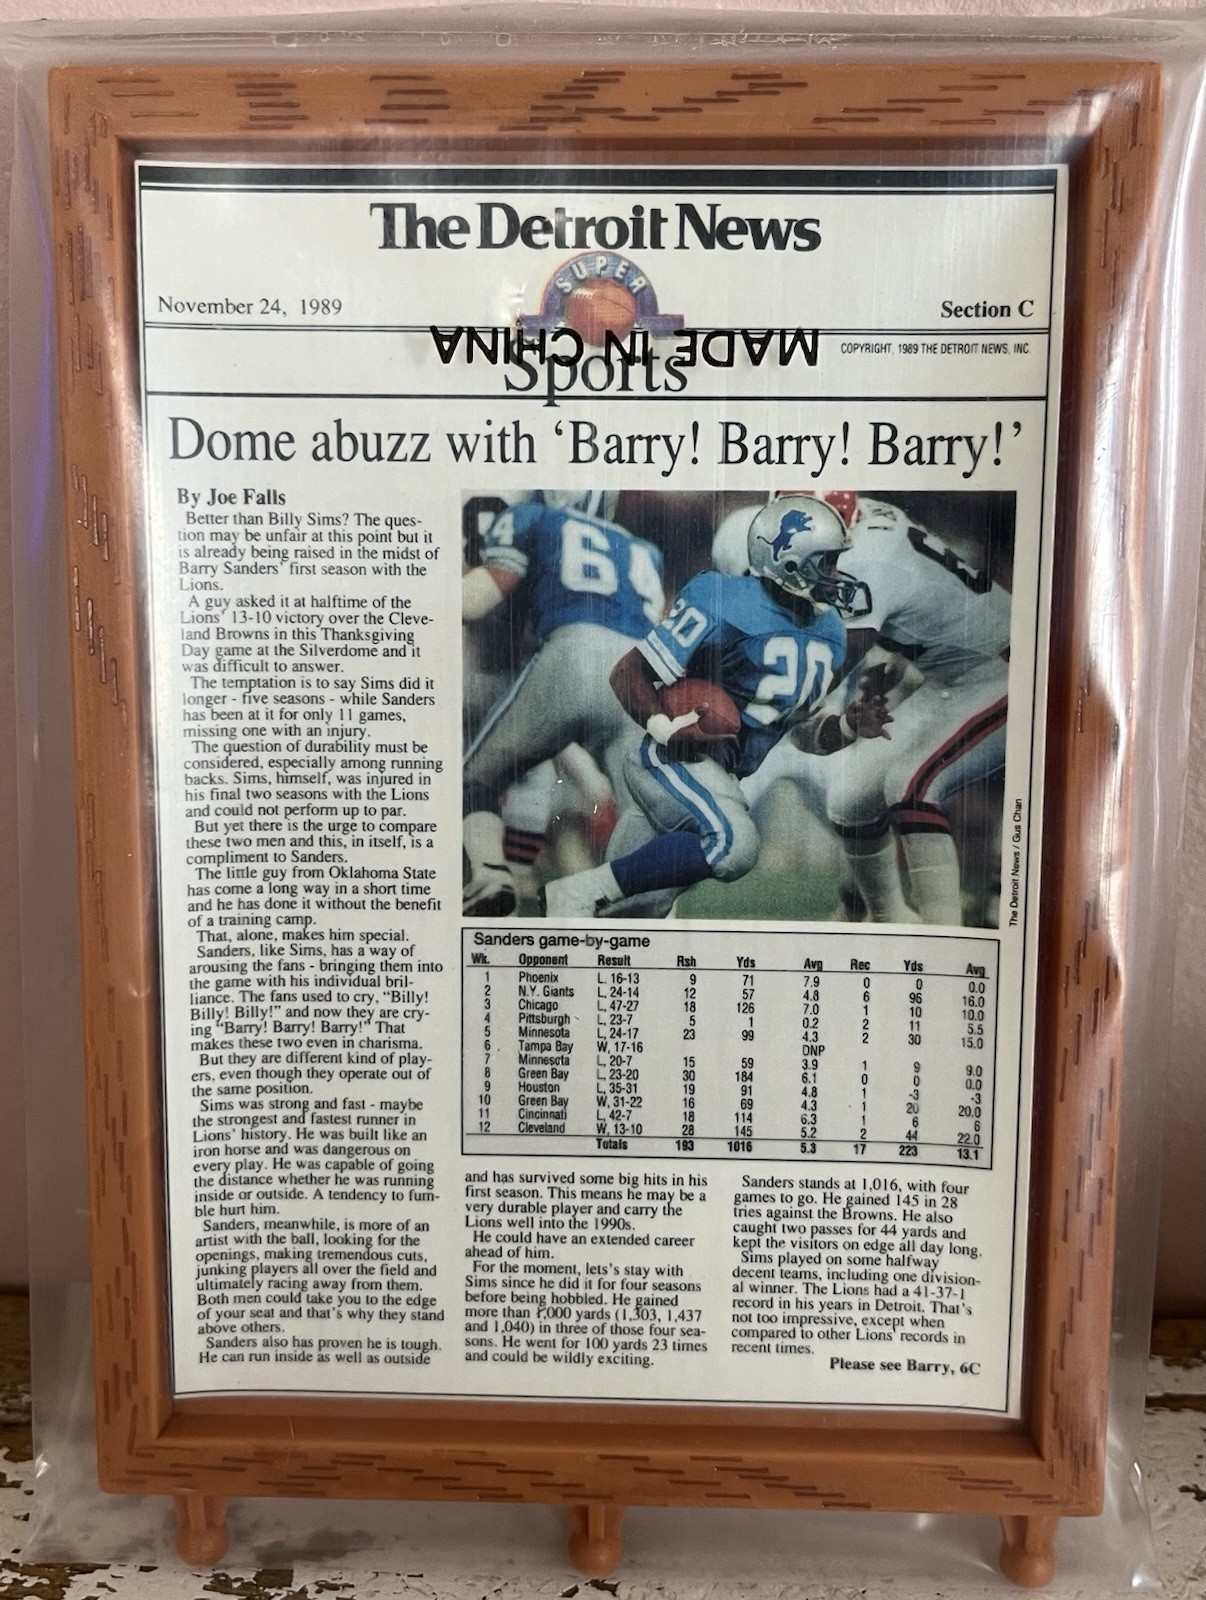 The Detroit News
SUPER
November 24, 1989
Section C
MADE IN CHINA
Sports
COPYRIGHT, 1989 THE DETROIT NEWS, INC.
Dome abuzz with ‘Barry! Barry! Barry!’
By Joe Falls
Better than Billy Sims? The ques-
tion may be unfair at this point but it
is already being raised in the midst of
Barry Sanders' first season with the
Lions.
A guy asked it at halftime of the
Lions' 13-10 victory over the Cleve-
land Browns in this Thanksgiving
Day game at the Silverdome and it
was difficult to answer.
The temptation is to say Sims did it
longer - five seasons - while Sanders
has been at it for only 11 games,
missing one with an injury.
The question of durability must be
considered, especially among running
backs. Sims, himself, was injured in
his final two seasons with the Lions
and could not perform up to par.
But yet there is the urge to compare
these two men and this, in itself, is a
compliment to Sanders.
The little guy from Oklahoma State
has come a long way in a short time
and he has done it without the benefit
of a training camp.
That, alone, makes him special.
Sanders, like Sims, has a way of
arousing the fans - bringing them into
the game with his individual bril-
liance. The fans used to cry, “Billy!
Billy! Billy!” and now they are cry-
ing “Barry! Barry! Barry!” That
makes these two even in charisma.
But they are different kind of play-
ers, even though they operate out of
the same position.
Sims was strong and fast - maybe
the strongest and fastest runner in
Lions' history. He was built like an
iron horse and was dangerous on
every play. He was capable of going
the distance whether he was running
inside or outside. A tendency to fum-
ble hurt him.
Sanders, meanwhile, is more of an
artist with the ball, looking for the
openings, making tremendous cuts,
junking players all over the field and
ultimately racing away from them.
Both men could take you to the edge
of your seat and that's why they stand
above others.
Sanders also has proven he is tough.
He can run inside as well as outside
64
20
20
The Detroit News / Gus Chan
Sanders game-by-game
Wk. Opponent Result Rsh Yds Avg Rec Yds Avg
1 Phoenix L, 16-13 9 71 7.9 0 0 0.0
2 N.Y. Giants L, 24-14 12 57 4.8 6 96 16.0
3 Chicago L, 47-27 18 126 7.0 1 10 10.0
4 Pittsburgh L, 23-7 5 1 0.2 2 11 5.5
5 Minnesota L, 24-17 23 99 4.3 2 30 15.0
6 Tampa Bay W, 17-16 DNP
7 Minnesota L, 20-7 15 59 3.9 1 9 9.0
8 Green Bay L, 23-20 30 184 6.1 0 0 0.0
9 Houston L, 35-31 19 91 4.8 1 -3 -3
10 Green Bay W, 31-22 16 69 4.3 1 20 20.0
11 Cincinnati L, 42-7 18 114 6.3 1 6 6
12 Cleveland W, 13-10 28 145 5.2 2 44 22.0
Totals 193 1016 5.3 17 223 13.1
and has survived some big hits in his
first season. This means he may be a
very durable player and carry the
Lions well into the 1990s.
He could have an extended career
ahead of him.
For the moment, lets's stay with
Sims since he did it for four seasons
before being hobbled. He gained
more than 1,000 yards (1,303, 1,437
and 1,040) in three of those four sea-
sons. He went for 100 yards 23 times
and could be wildly exciting.
Sanders stands at 1,016, with four
games to go. He gained 145 in 28
tries against the Browns. He also
caught two passes for 44 yards and
kept the visitors on edge all day long.
Sims played on some halfway
decent teams, including one division-
al winner. The Lions had a 41-37-1
record in his years in Detroit. That's
not too impressive, except when
compared to other Lions' records in
recent times.
Please see Barry, 6C